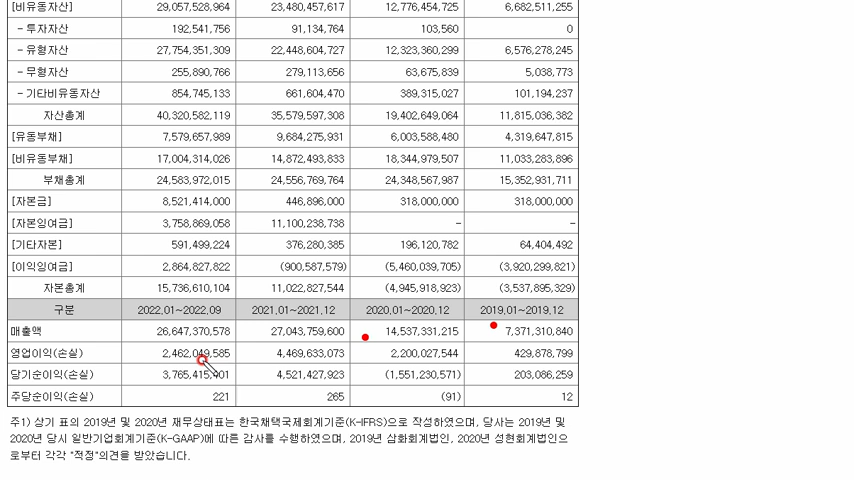 [비유동자산] 29,057,528,964 23,480,457,617 12,776,454,725 6,682,511,255
- 투자자산 192,541,756 91,134,764 103,560 0
- 유형자산 27,754,351,309 22,448,604,727 12,323,360,299 6,576,278,245
- 무형자산 255,890,766 279,113,656 63,675,839 5,038,773
- 기타비유동자산 854,745,133 661,604,470 389,315,027 101,194,237
자산총계 40,320,582,119 35,579,597,308 19,402,649,064 11,815,036,382
[유동부채] 7,579,657,989 9,684,275,931 6,003,588,480 4,319,647,815
[비유동부채] 17,004,314,026 14,872,493,833 18,344,979,507 11,033,283,896
부채총계 24,583,972,015 24,556,769,764 24,348,567,987 15,352,931,711
[자본금] 8,521,414,000 446,896,000 318,000,000 318,000,000
[자본잉여금] 3,758,869,058 11,100,238,738 - -
[기타자본] 591,499,224 376,280,385 196,120,782 64,404,492
[이익잉여금] 2,864,827,822 (900,587,579) (5,460,039,705) (3,920,299,821)
자본총계 15,736,610,104 11,022,827,544 (4,945,918,923) (3,537,895,329)
구분 2022.01~2022.09 2021.01~2021.12 2020.01~2020.12 2019.01~2019.12
매출액 26,647,370,578 27,043,759,600 14,537,331,215 7,371,310,840
영업이익(손실) 2,462,049,585 4,469,633,073 2,200,027,544 429,878,799
당기순이익(손실) 3,765,415,401 4,521,427,923 (1,551,230,571) 203,086,259
주당순이익(손실) 221 265 (91) 12
주1) 상기 표의 2019년 및 2020년 재무상태표는 한국채택국제회계기준(K-IFRS)으로 작성하였으며, 당사는 2019년 및
2020년 당시 일반기업회계기준(K-GAAP)에 따른 감사를 수행하였으며, 2019년 삼화회계법인, 2020년 성현회계법인으
로부터 각각 "적정"의견을 받았습니다.